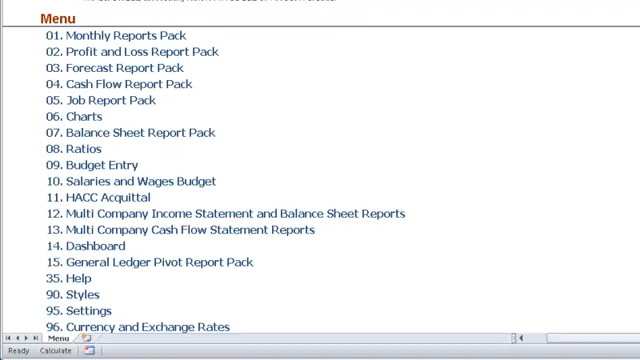 Menu
01. Monthly Reports Pack
02. Profit and Loss Report Pack
03. Forecast Report Pack
04. Cash Flow Report Pack
05. Job Report Pack
06. Charts
07. Balance Sheet Report Pack
08. Ratios
09. Budget Entry
10. Salaries and Wages Budget
11. HACC Acquittal
12. Multi Company Income Statement and Balance Sheet Reports
13. Multi Company Cash Flow Statement Reports
14. Dashboard
15. General Ledger Pivot Report Pack
35. Help
90. Styles
95. Settings
96. Currency and Exchange Rates
Menu
Ready Calculate